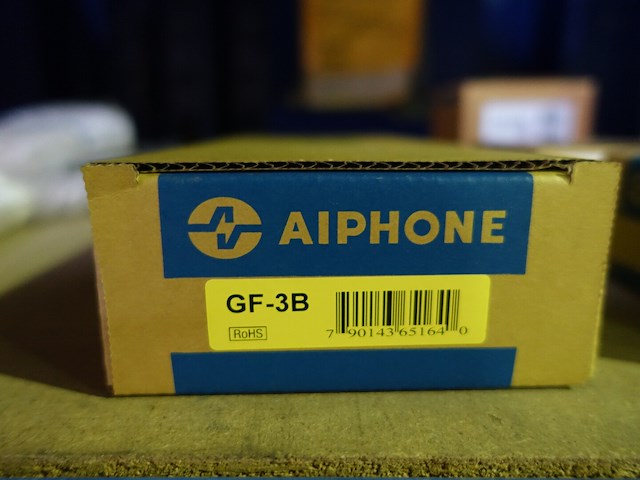 AIPHONE
GF-3B
RoHS
7 90143 65164 0